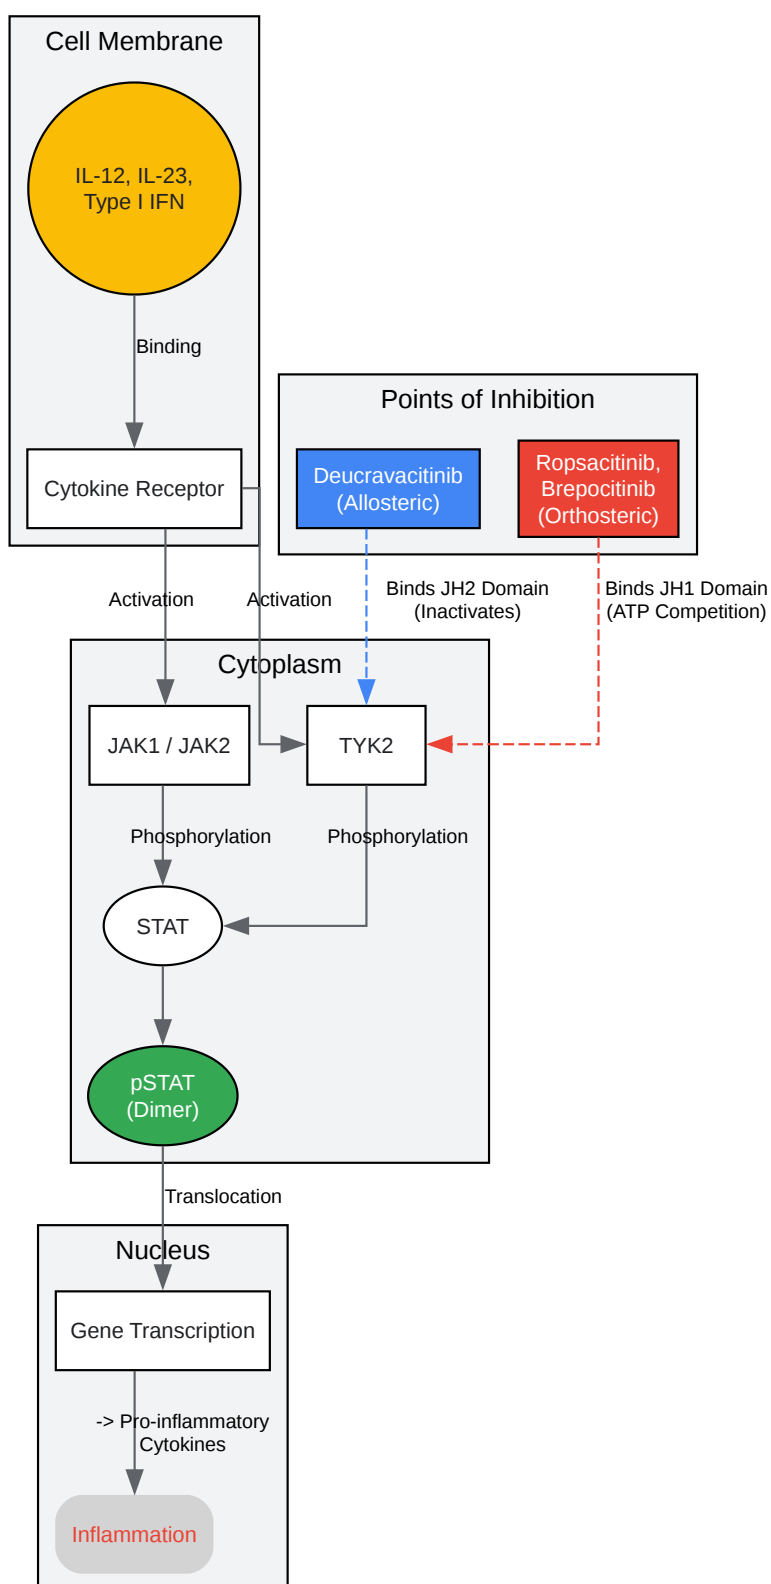 Cell Membrane
IL-12, IL-23,
Type I IFN
Binding
Cytokine Receptor
Points of Inhibition
Deucravacitinib
(Allosteric)
Ropsacitinib,
Brepocitinib
(Orthosteric)
Activation
Activation
Binds JH2 Domain
(Inactivates)
Binds JH1 Domain
(ATP Competition)
Cytoplasm
JAK1 / JAK2
TYK2
Phosphorylation
Phosphorylation
STAT
pSTAT
(Dimer)
Translocation
Nucleus
Gene Transcription
-> Pro-inflammatory
Cytokines
Inflammation